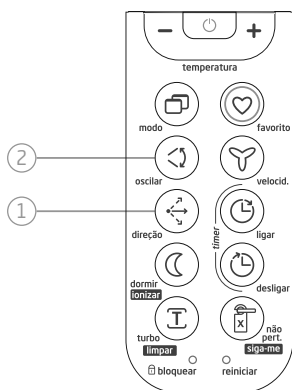 − +
temperatura
modo
favorito
2
oscilar
velocid.
1
direção
timer
ligar
dormir
ionizar
desligar
T
turbo
limpar
x
não
pert.
siga-me
bloquear
reiniciar